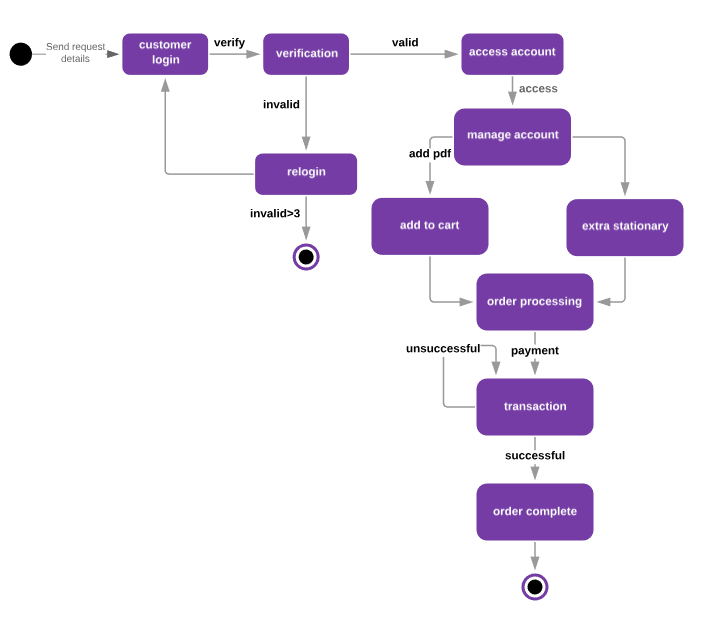 Send request
details
customer
login
verify
verification
valid
access account
access
invalid
manage account
add pdf
relogin
invalid>3
add to cart
extra stationary
order processing
unsuccessful
payment
transaction
successful
order complete